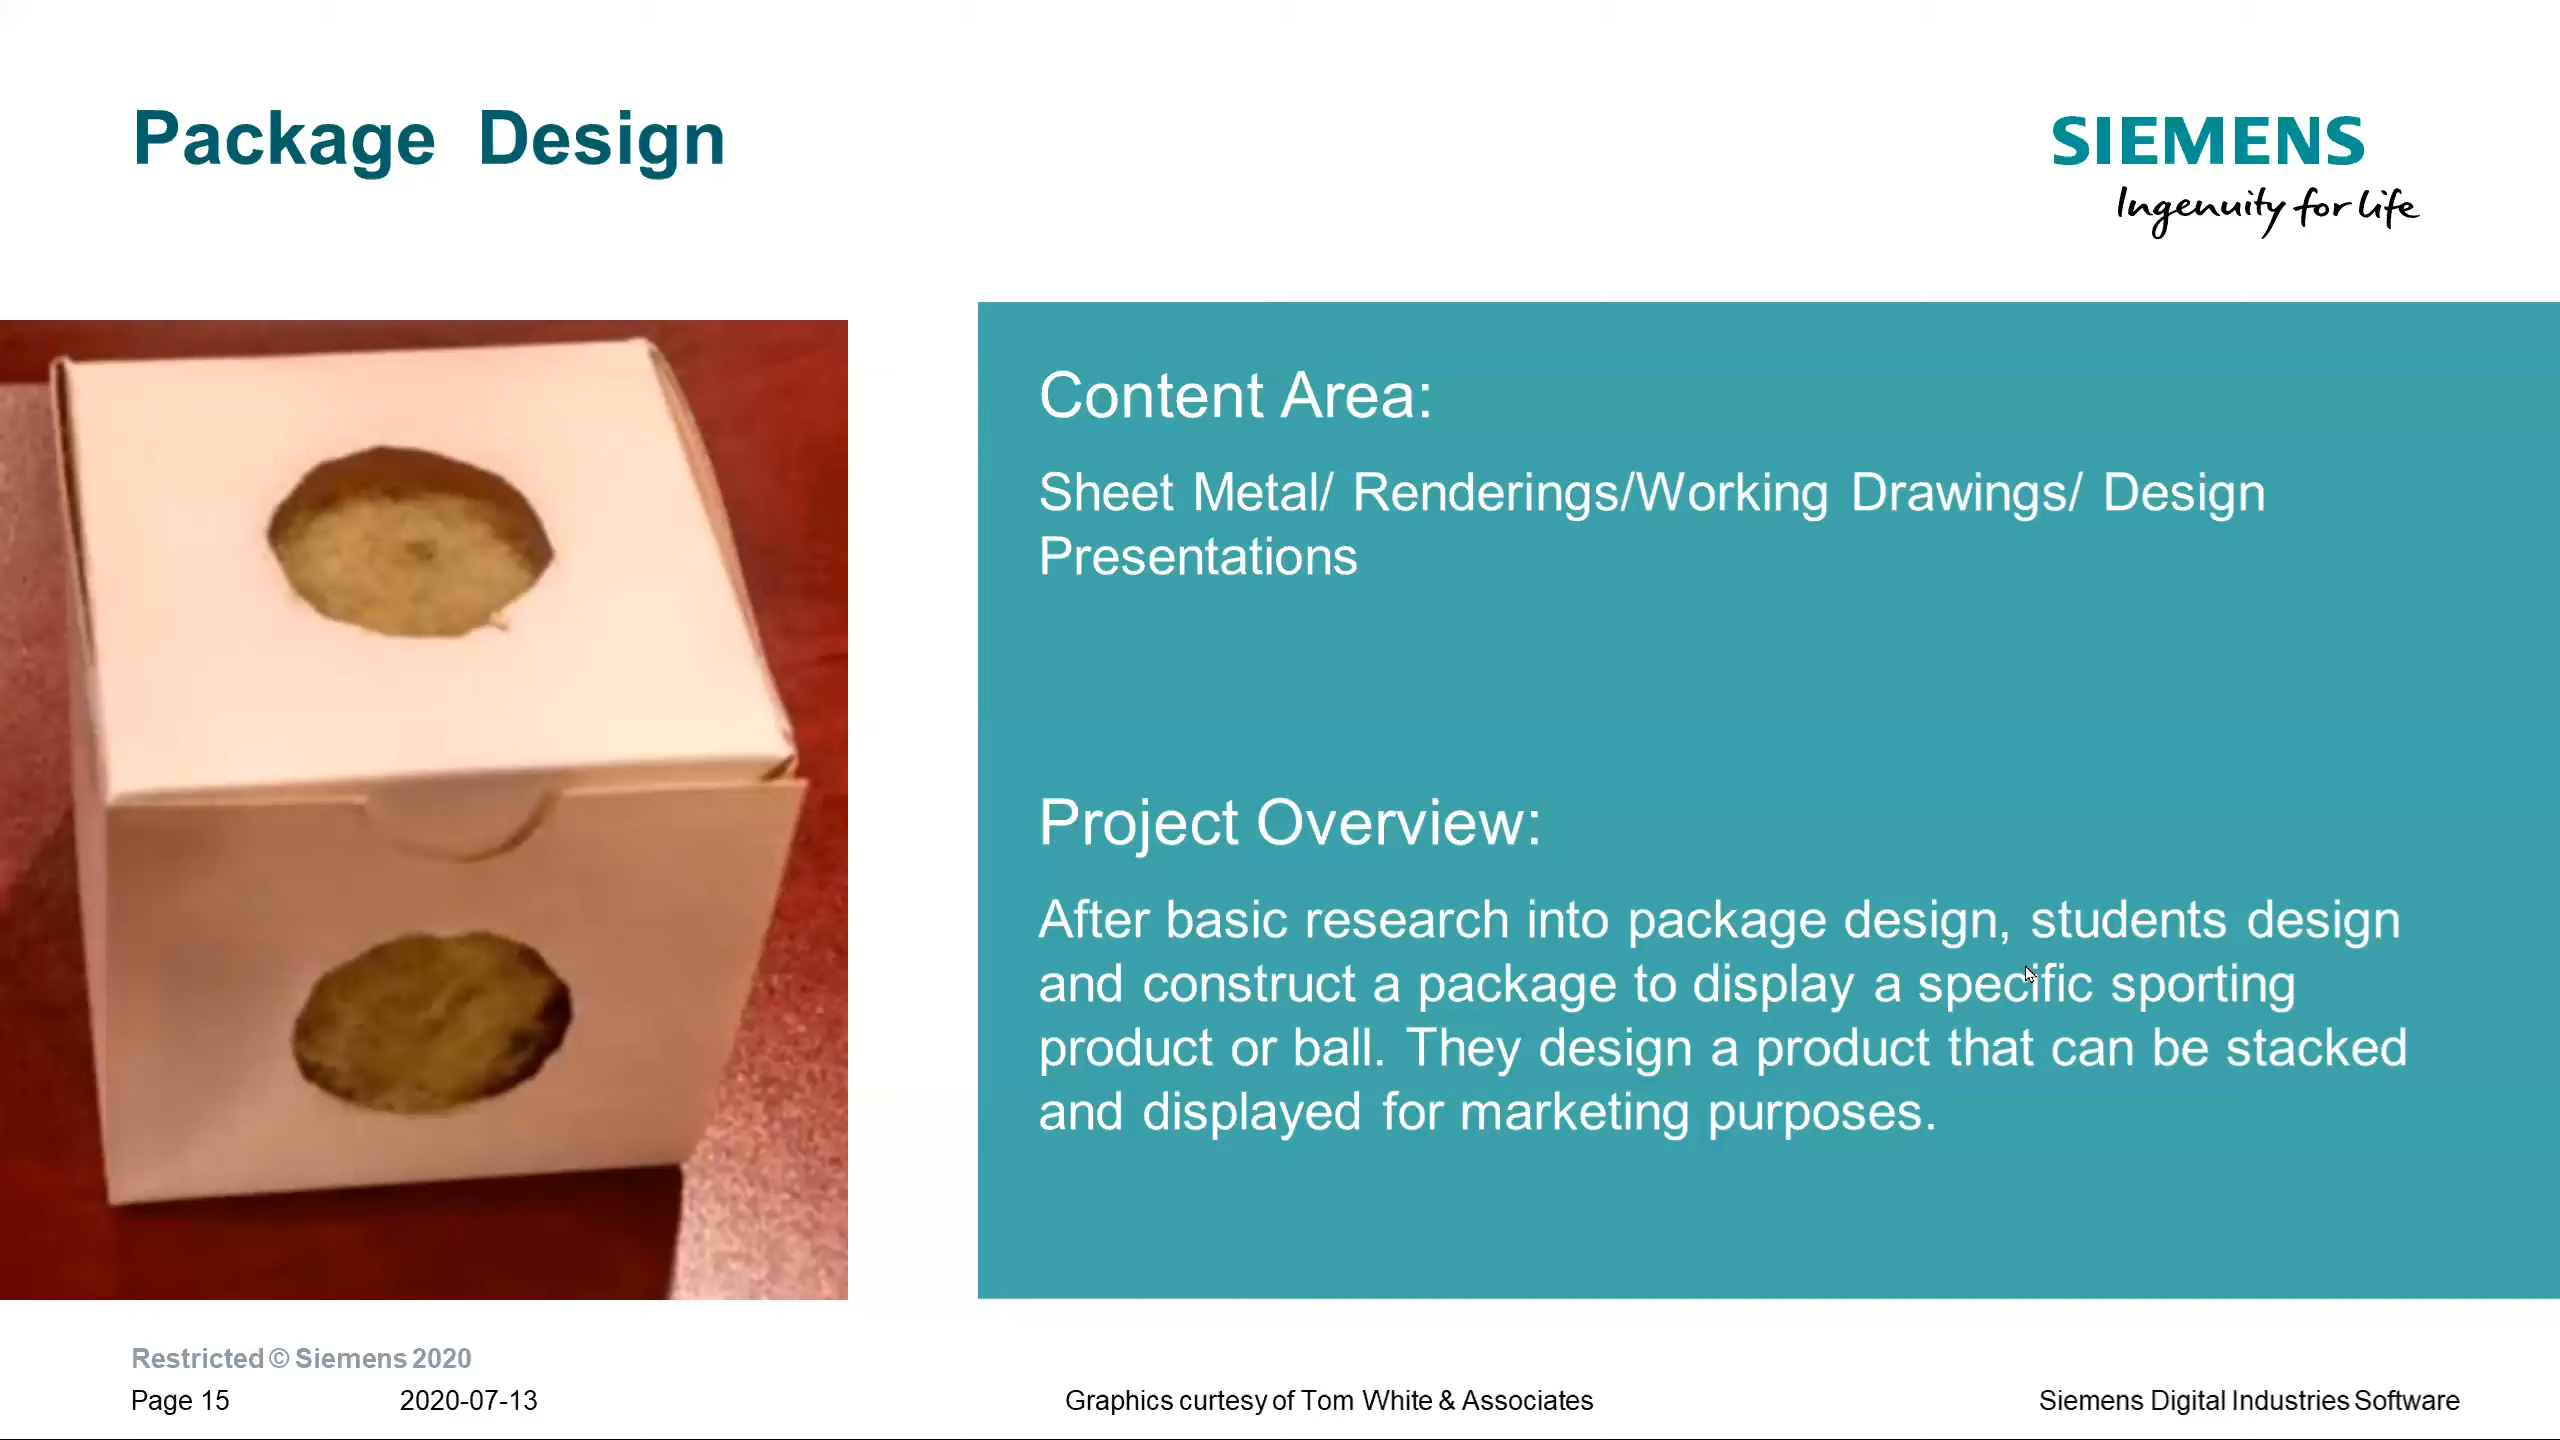 Package Design
SIEMENS
Ingenuity for life
Content Area:
Sheet Metal/ Renderings/Working Drawings/ Design
Presentations
Project Overview:
After basic research into package design, students design
and construct a package to display a specific sporting
product or ball. They design a product that can be stacked
and displayed for marketing purposes.
Restricted © Siemens 2020
Page 15 2020-07-13 Graphics curtesy of Tom White & Associates Siemens Digital Industries Software